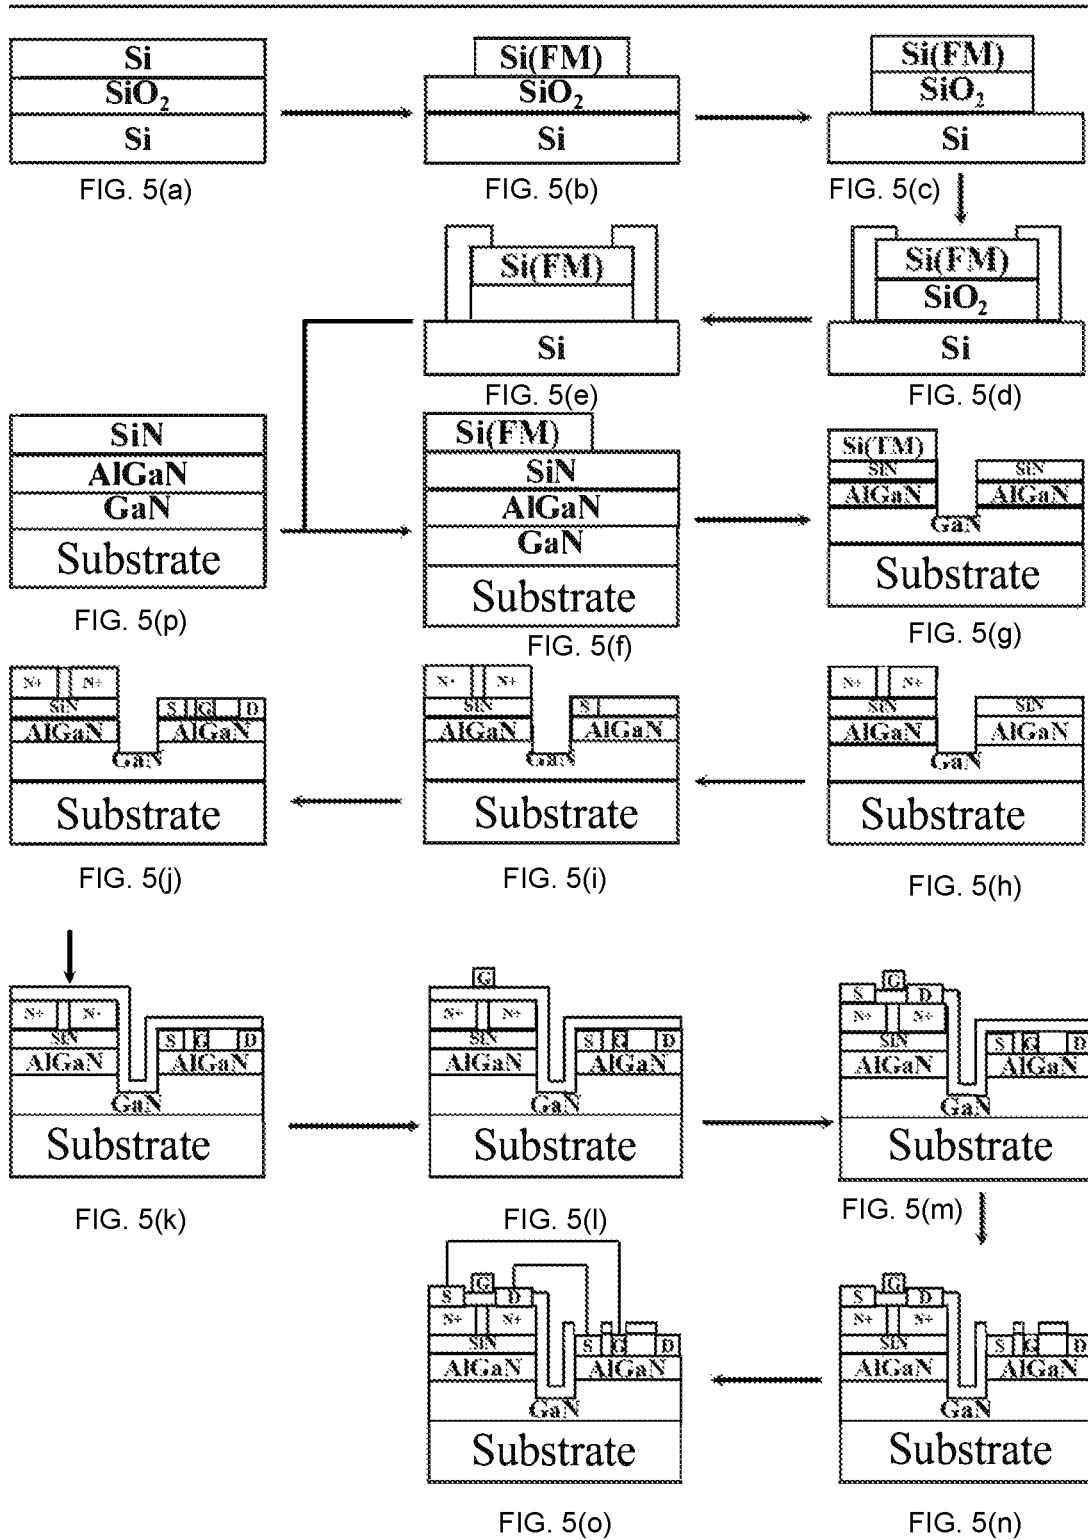 Si
SiO₂
Si
FIG. 5(a)
Si(FM)
SiO₂
Si
FIG. 5(b)
Si(FM)
SiO₂
Si
FIG. 5(c)
Si(FM)
SiO₂
Si
FIG. 5(d)
Si(FM)
Si
FIG. 5(e)
SiN
AlGaN
GaN
Substrate
FIG. 5(p)
Si(FM)
SiN
AlGaN
GaN
Substrate
FIG. 5(f)
Si(TM)
SiN SiN
AlGaN AlGaN
GaN
Substrate
FIG. 5(g)
N+ N+
SiN SiN
AlGaN AlGaN
GaN
Substrate
FIG. 5(h)
N+ N+
SiN S
AlGaN AlGaN
GaN
Substrate
FIG. 5(i)
N+ N+
SiN S G D
AlGaN AlGaN
GaN
Substrate
FIG. 5(j)
N+ N+
SiN S G D
AlGaN AlGaN
GaN
Substrate
FIG. 5(k)
G
N+ N+
SiN S G D
AlGaN AlGaN
GaN
Substrate
FIG. 5(l)
G
S D
N+ N+
SiN S G D
AlGaN AlGaN
GaN
Substrate
FIG. 5(m)
G
S D
N+ N+
SiN S G D
AlGaN AlGaN
GaN
Substrate
FIG. 5(n)
G
S D
N+ N+
SiN S G D
AlGaN AlGaN
GaN
Substrate
FIG. 5(o)